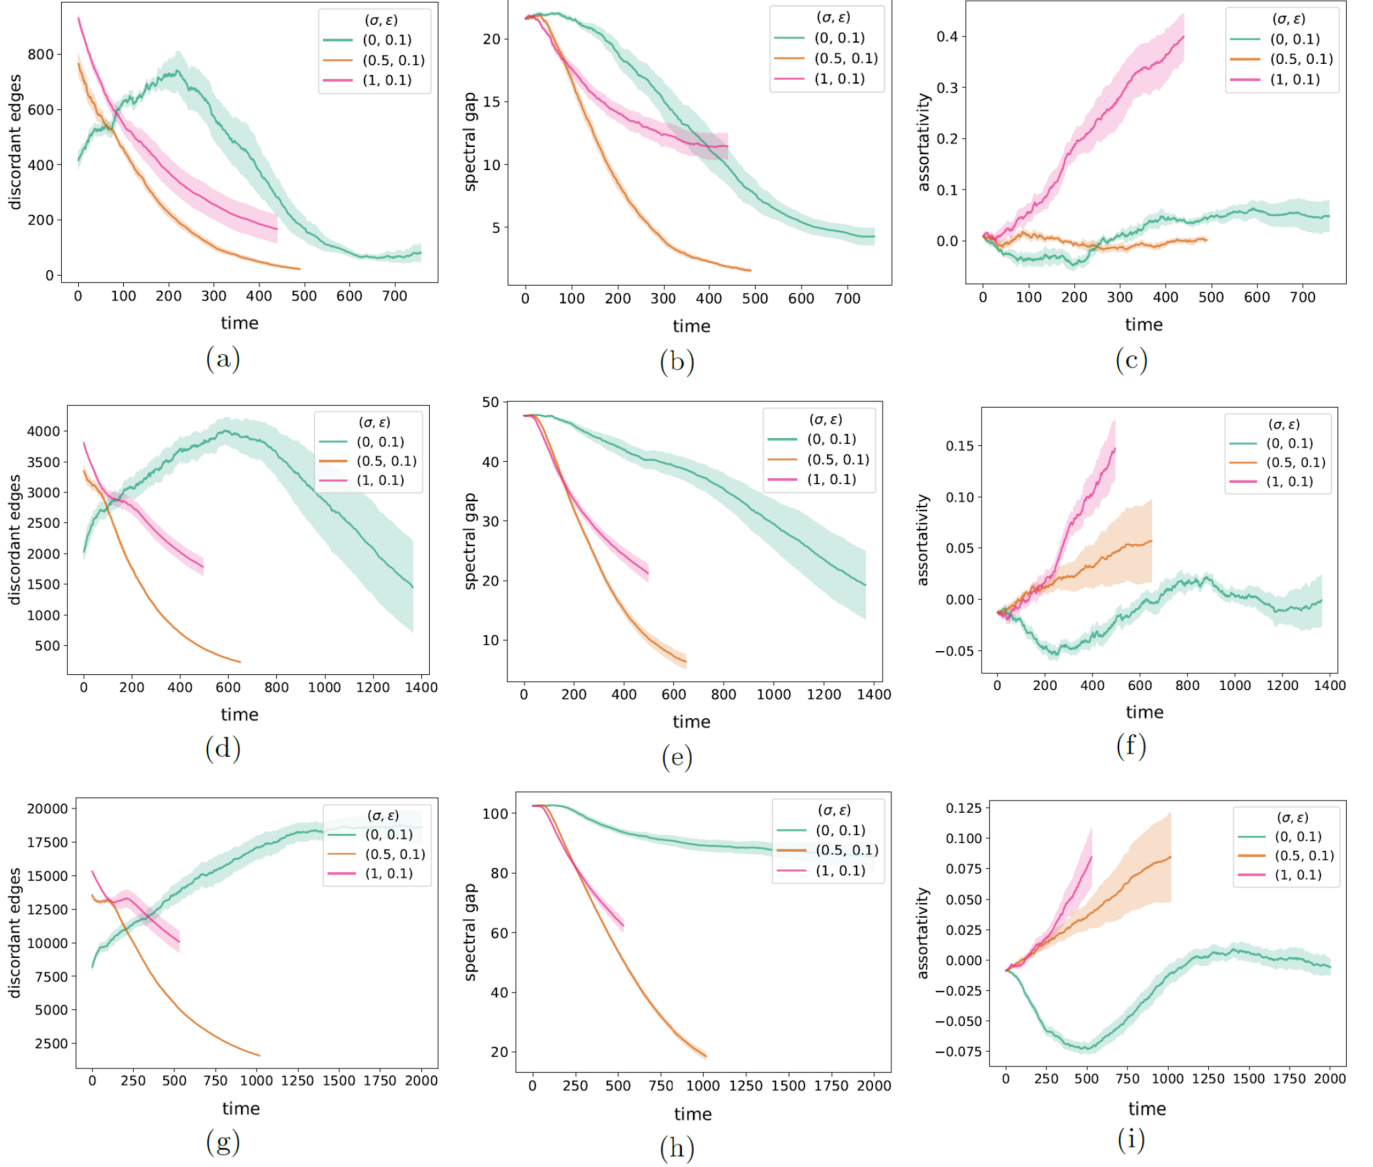 (σ, ε)
(0, 0.1)
(0.5, 0.1)
(1, 0.1)
discordant edges
800
600
400
200
0
0 100 200 300 400 500 600 700
time
(a)
(σ, ε)
(0, 0.1)
(0.5, 0.1)
(1, 0.1)
spectral gap
20
15
10
5
0 100 200 300 400 500 600 700
time
(b)
(σ, ε)
(0, 0.1)
(0.5, 0.1)
(1, 0.1)
assortativity
0.4
0.3
0.2
0.1
0.0
0 100 200 300 400 500 600 700
time
(c)
(σ, ε)
(0, 0.1)
(0.5, 0.1)
(1, 0.1)
discordant edges
4000
3500
3000
2500
2000
1500
1000
500
0 200 400 600 800 1000 1200 1400
time
(d)
(σ, ε)
(0, 0.1)
(0.5, 0.1)
(1, 0.1)
spectral gap
50
40
30
20
10
0 200 400 600 800 1000 1200 1400
time
(e)
(σ, ε)
(0, 0.1)
(0.5, 0.1)
(1, 0.1)
assortativity
0.15
0.10
0.05
0.00
−0.05
0 200 400 600 800 1000 1200 1400
time
(f)
(σ, ε)
(0, 0.1)
(0.5, 0.1)
(1, 0.1)
discordant edges
20000
17500
15000
12500
10000
7500
5000
2500
0 250 500 750 1000 1250 1500 1750 2000
time
(g)
(σ, ε)
(0, 0.1)
(0.5, 0.1)
(1, 0.1)
spectral gap
100
80
60
40
20
0 250 500 750 1000 1250 1500 1750 2000
time
(h)
(σ, ε)
(0, 0.1)
(0.5, 0.1)
(1, 0.1)
assortativity
0.125
0.100
0.075
0.050
0.025
0.000
−0.025
−0.050
−0.075
0 250 500 750 1000 1250 1500 1750 2000
time
(i)